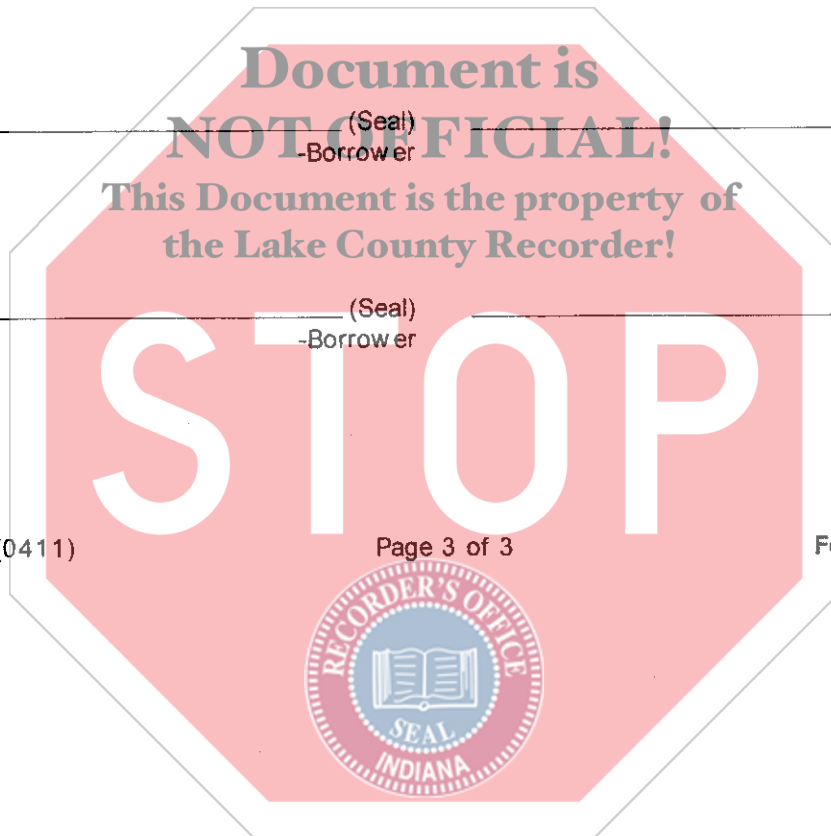 Document is
(Seal)
NOT OFFICIAL!
-Borrower
This Document is the property of
the Lake County Recorder!
(Seal)
-Borrower
STOP
(0411)
Page 3 of 3
RECORDER'S OFFICE
SEAL
INDIANA